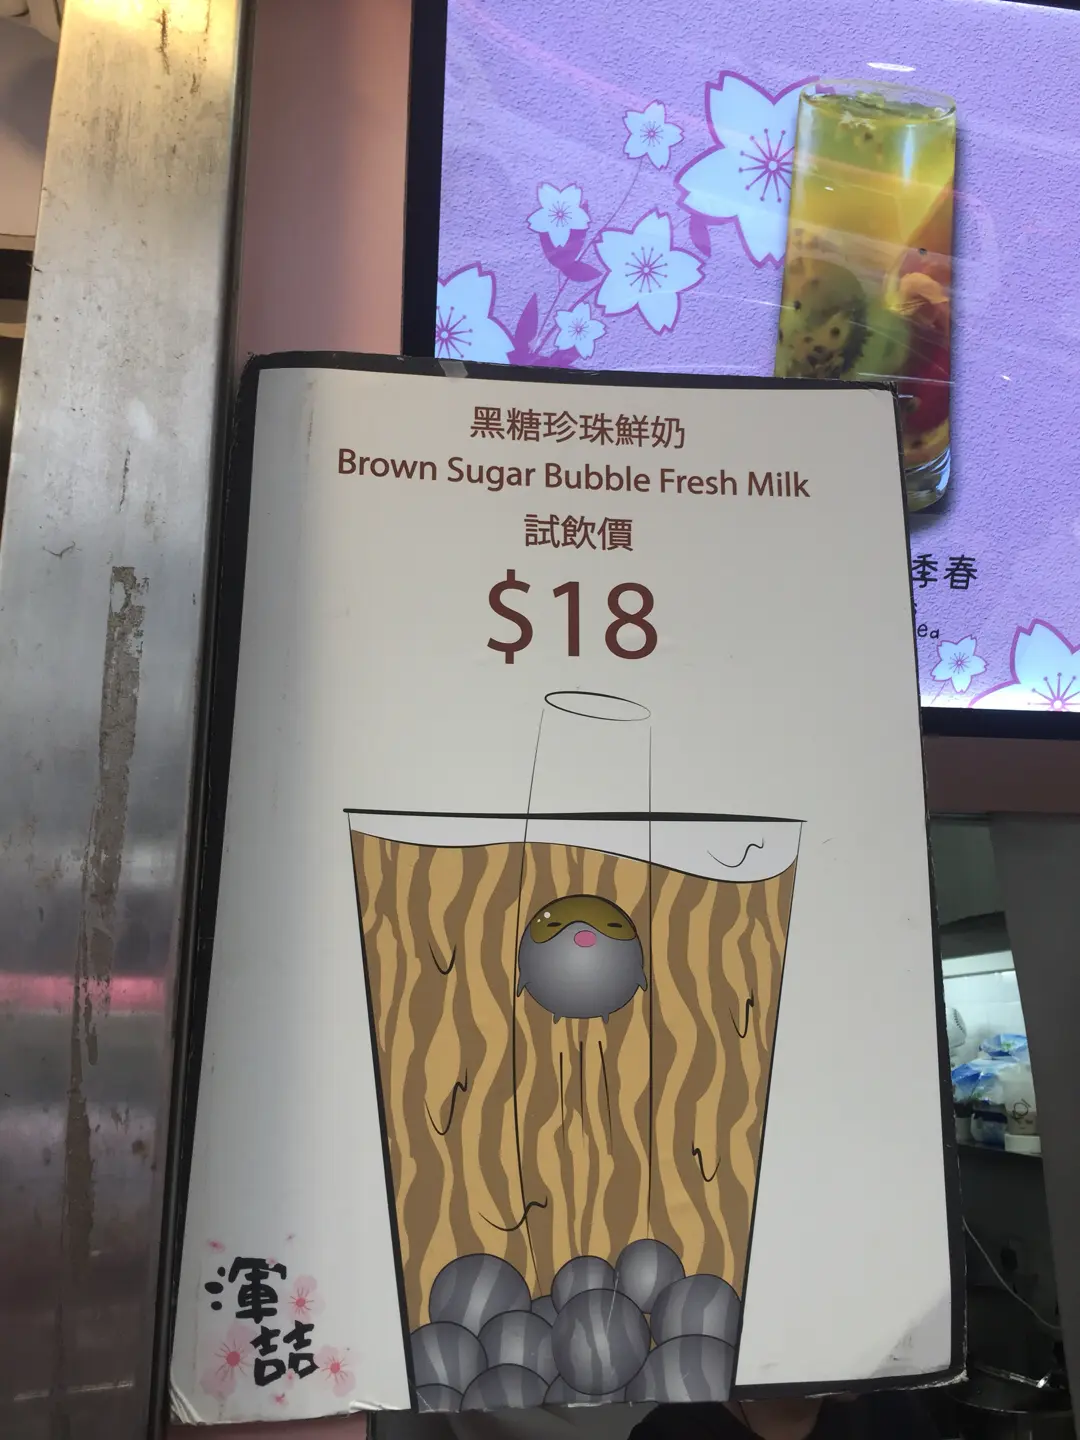 黑糖珍珠鮮奶
Brown Sugar Bubble Fresh Milk
試飲價
$18
季春
ea
渾
喆